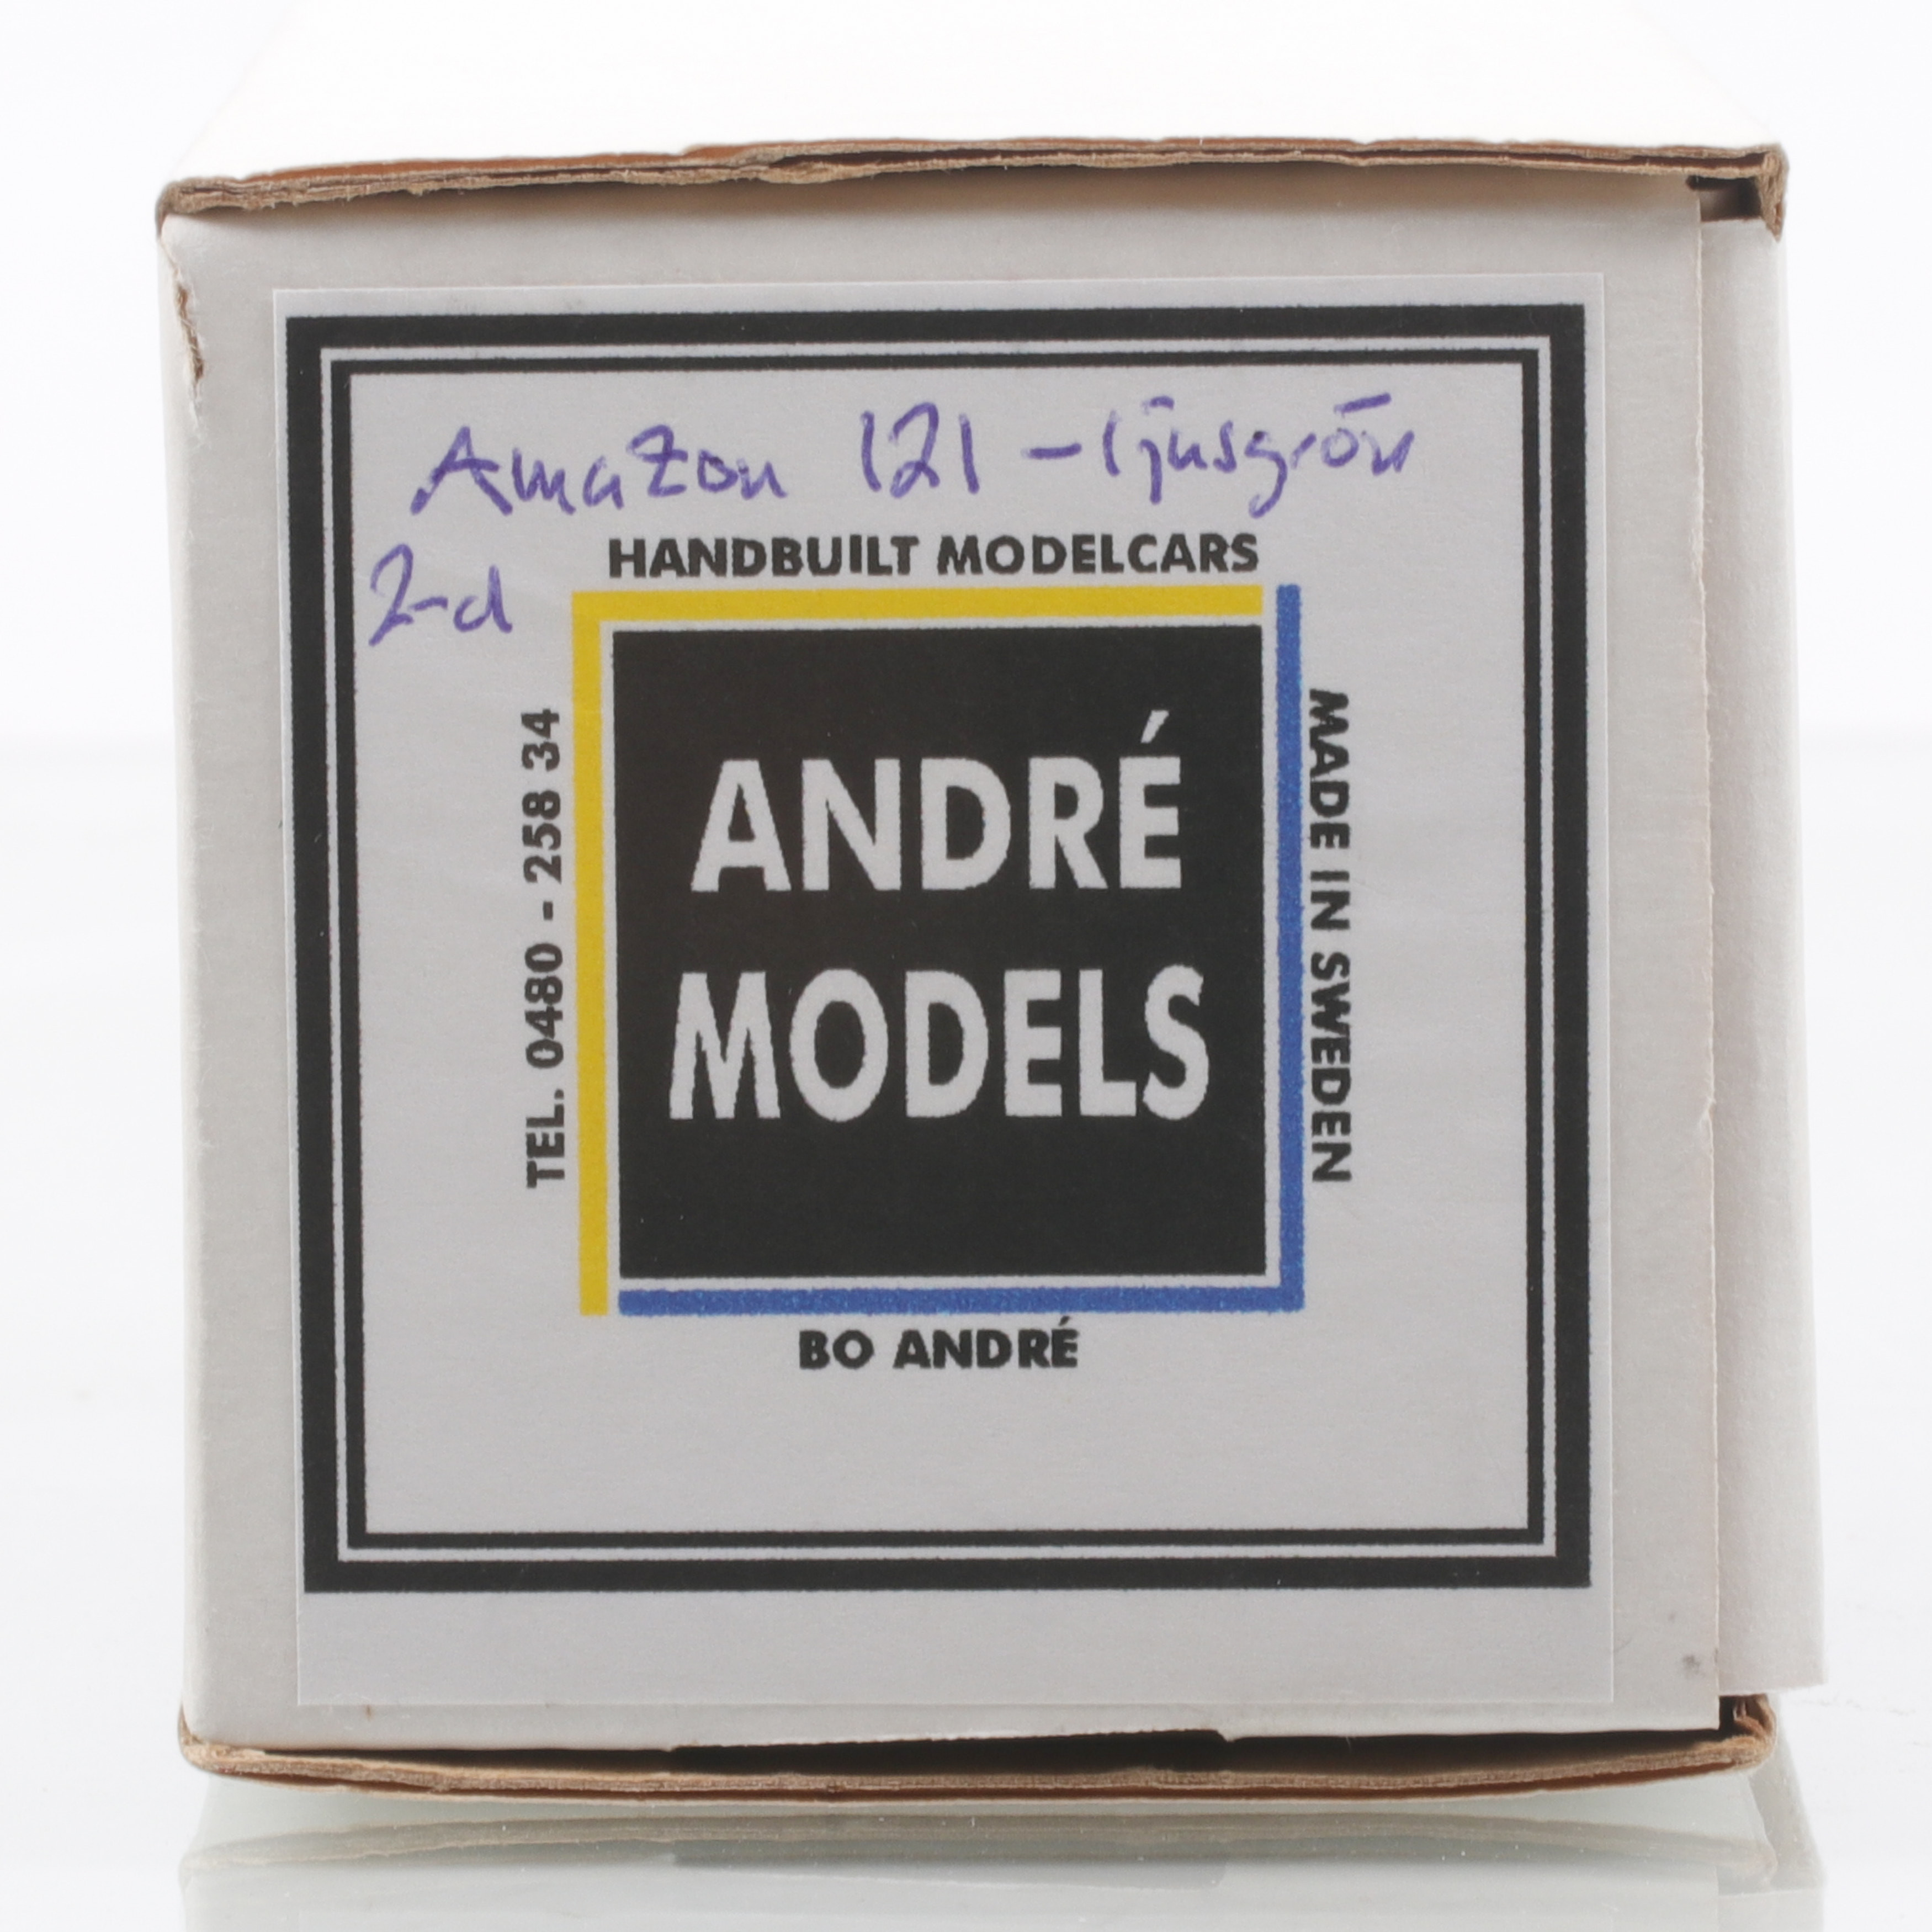 Amazon 121 - ljusgrön
2-d
HANDBUILT MODELCARS
TEL. 0480 - 258 34
ANDRÉ
MODELS
MADE IN SWEDEN
BO ANDRÉ